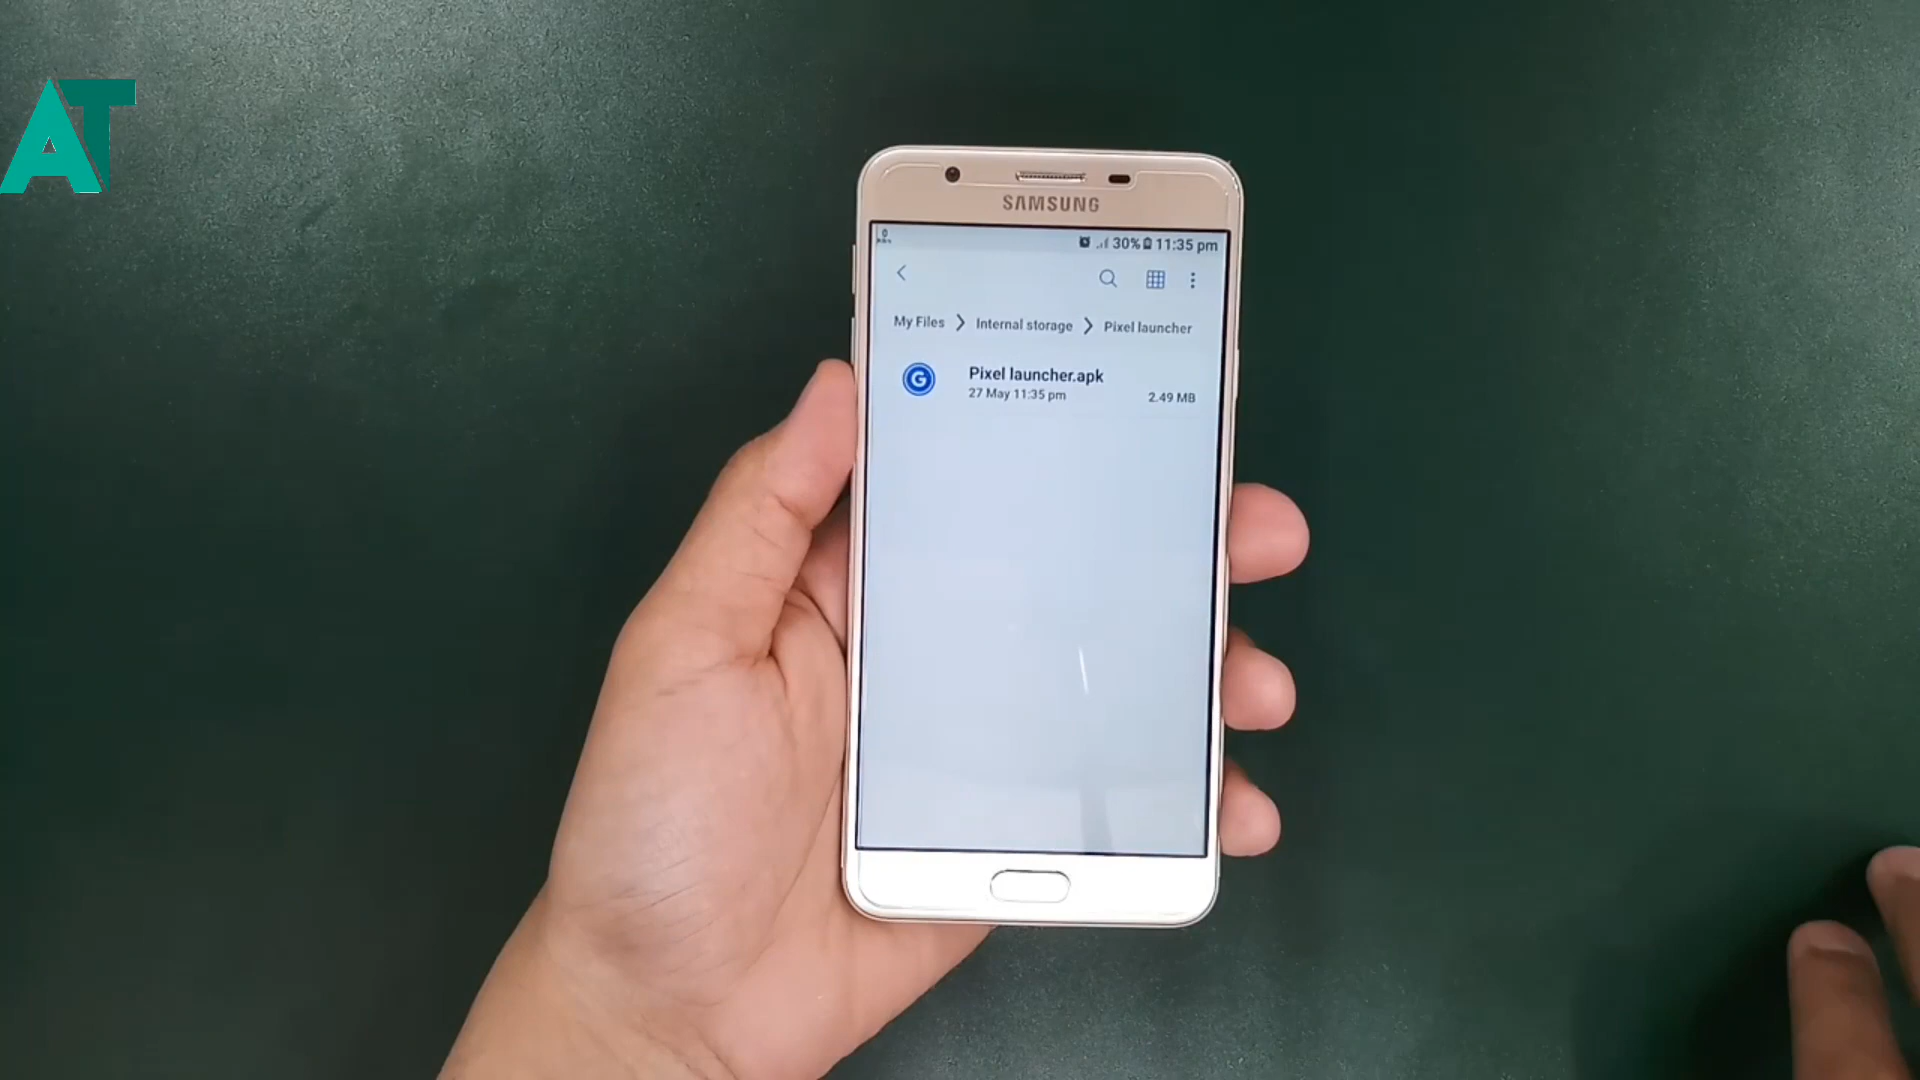 AT
SAMSUNG
0
30% 11:35 pm
My Files > Internal storage > Pixel launcher
G
Pixel launcher.apk
27 May 11:35 pm
2.49 MB